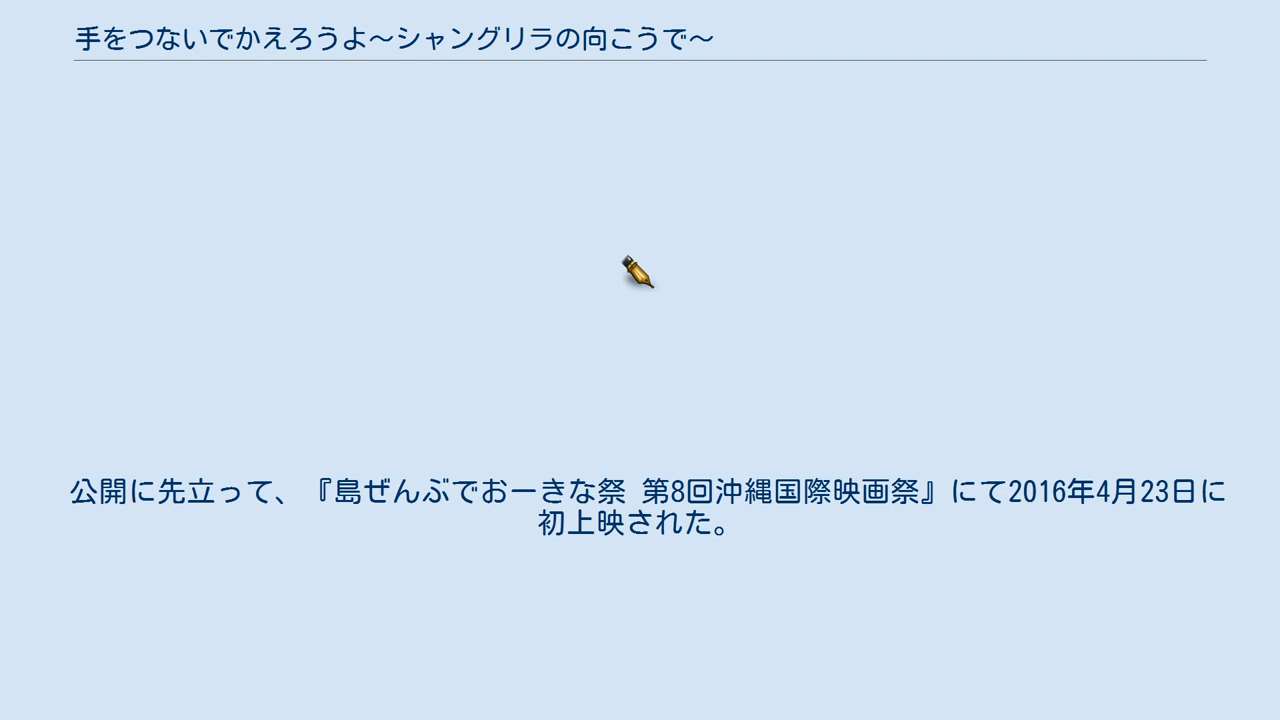 手をつないでかえろうよ〜シャングリラの向こうで〜
公開に先立って、『島ぜんぶでおーきな祭 第8回沖縄国際映画祭』にて2016年4月23日に
初上映された。